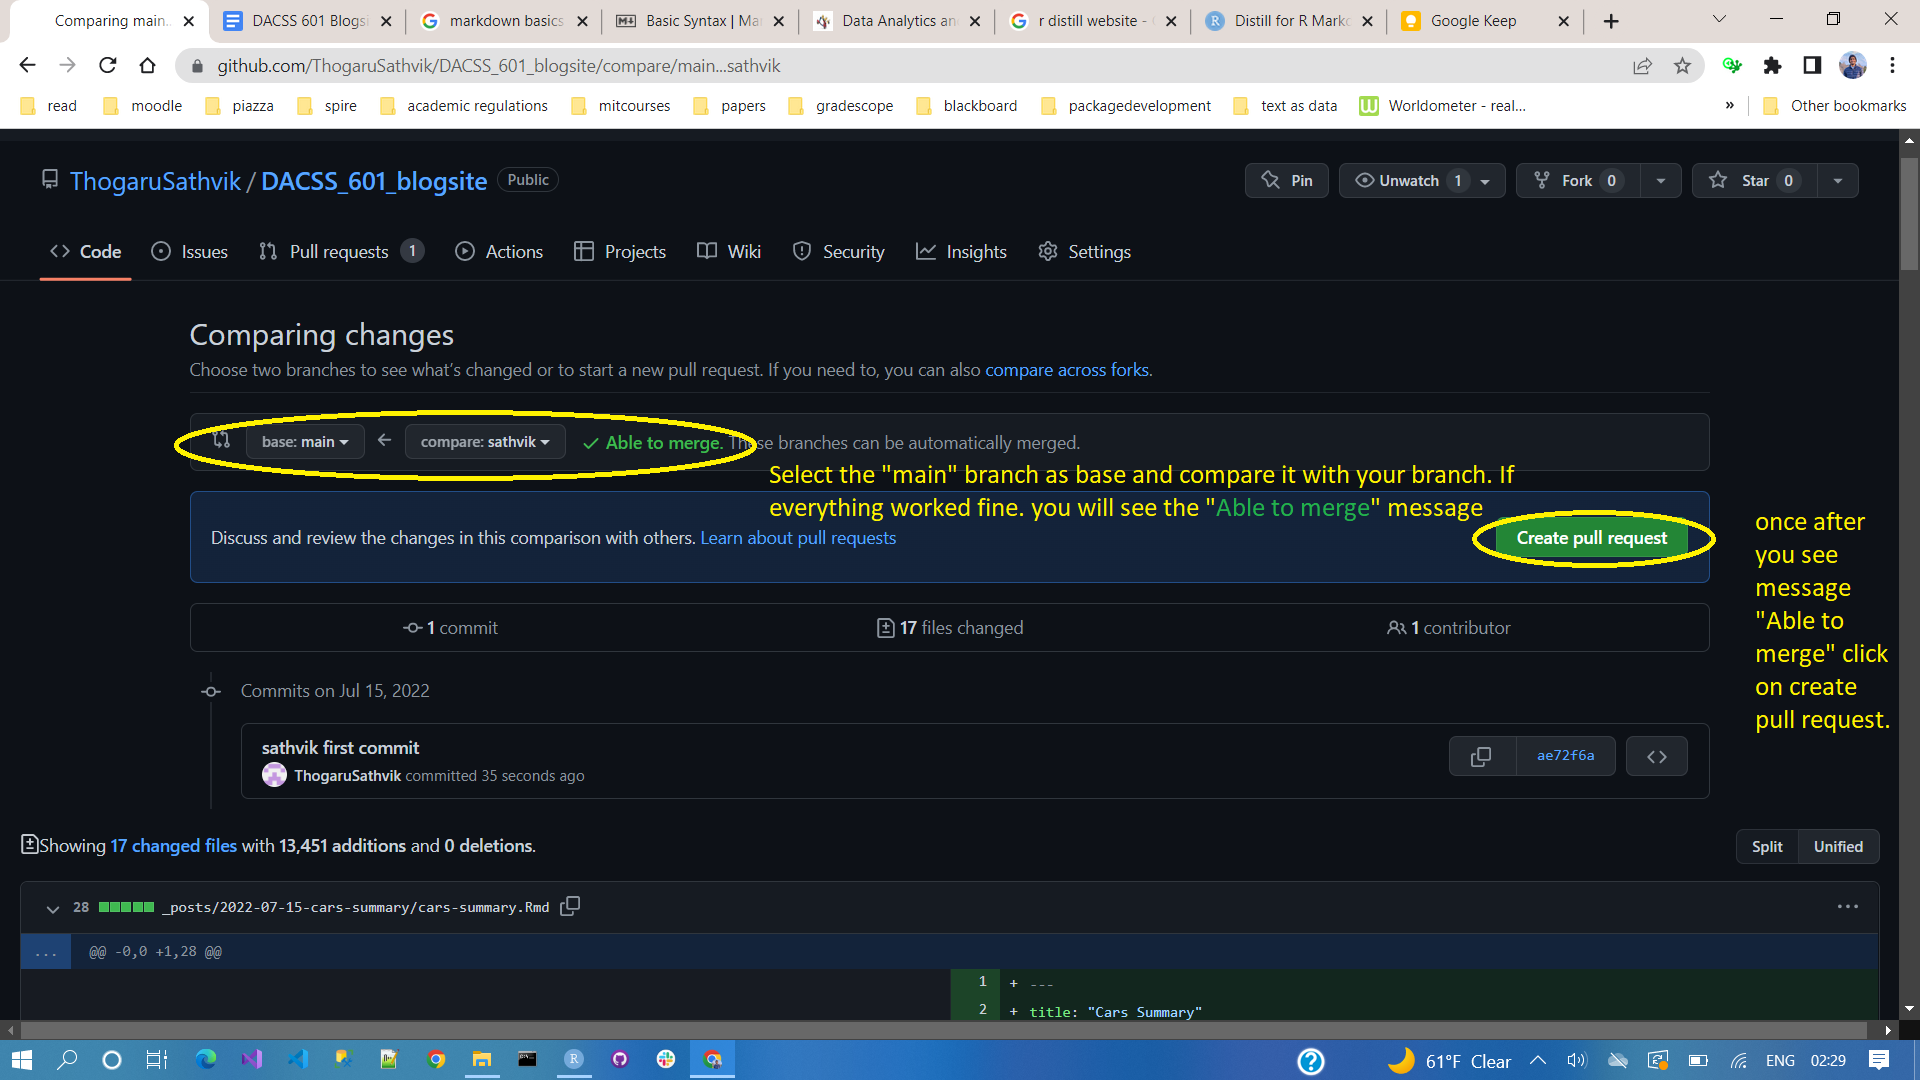 Comparing main...
DACSS 601 Blogsi
markdown basics
Basic Syntax | Ma
Data Analytics an
r distill website -
Distill for R Mark
Google Keep
github.com/ThogaruSathvik/DACSS_601_blogsite/compare/main...sathvik
read
moodle
piazza
spire
academic regulations
mitcourses
papers
gradescope
blackboard
packagedevelopment
text as data
Worldometer - real...
»
Other bookmarks
ThogaruSathvik / DACSS_601_blogsite Public
Pin
Unwatch 1
Fork 0
Star 0
Code
Issues
Pull requests 1
Actions
Projects
Wiki
Security
Insights
Settings
Comparing changes
Choose two branches to see what's changed or to start a new pull request. If you need to, you can also compare across forks.
base: main
compare: sathvik
Able to merge. These branches can be automatically merged.
Select the "main" branch as base and compare it with your branch. If
everything worked fine. you will see the "Able to merge" message
Discuss and review the changes in this comparison with others. Learn about pull requests
Create pull request
once after
you see
message
"Able to
merge" click
on create
pull request.
1 commit
17 files changed
1 contributor
Commits on Jul 15, 2022
sathvik first commit
ThogaruSathvik committed 35 seconds ago
ae72f6a
Showing 17 changed files with 13,451 additions and 0 deletions.
Split
Unified
28 _posts/2022-07-15-cars-summary/cars-summary.Rmd
...
@@ -0,0 +1,28 @@
1 + ---
2 + title: "Cars Summary"
61°F Clear
ENG
02:29